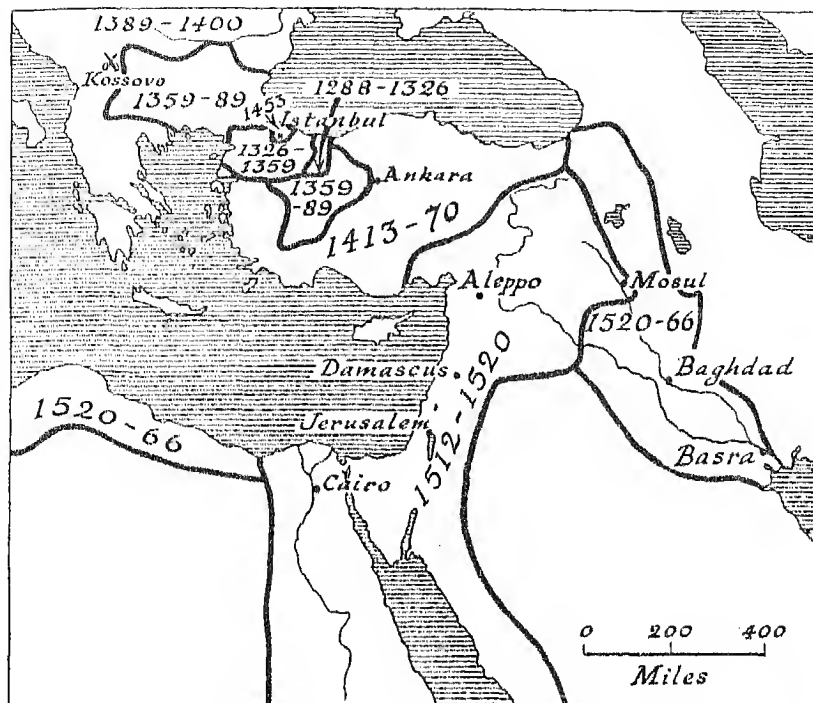 1389-1400
Kossovo
1359-89
1453
1288-1326
Istanbul
1326-
1359
Ankara
1359
-89
1413-70
Aleppo
Mosul
1520-66
Damascus
Baghdad
1512-1520
1520-66
Jerusalem
Basra
Cairo
0 200 400
Miles